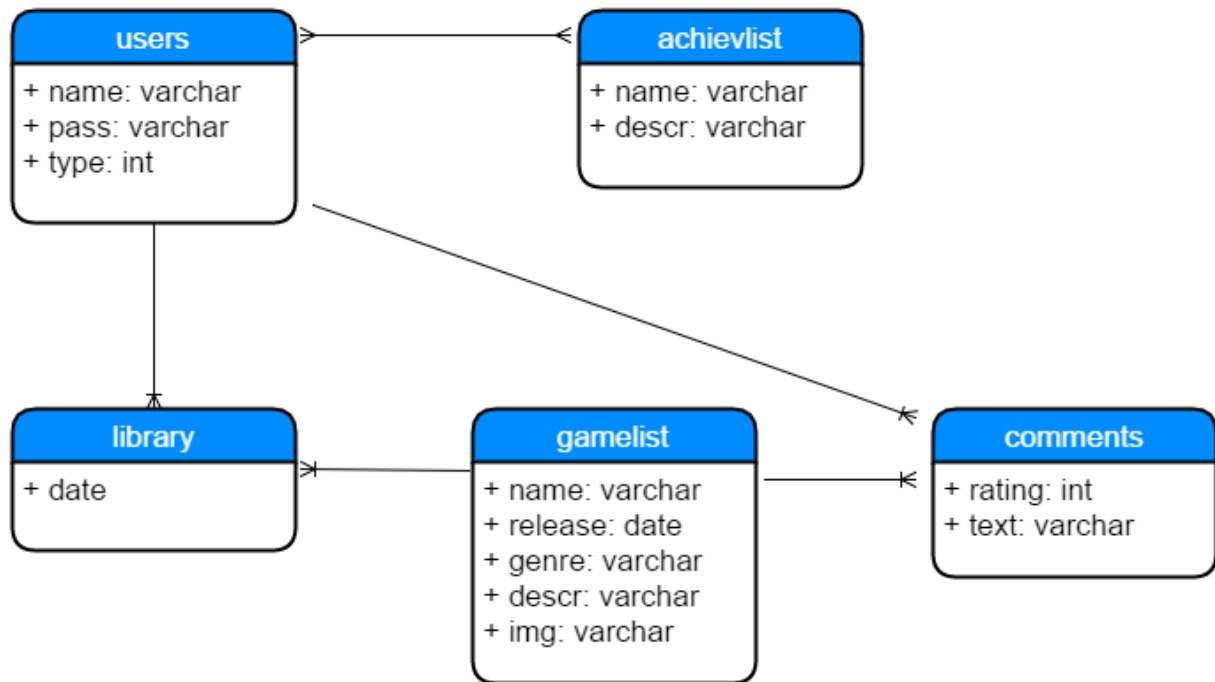 users
+ name: varchar
+ pass: varchar
+ type: int
achievlist
+ name: varchar
+ descr: varchar
library
+ date
gamelist
+ name: varchar
+ release: date
+ genre: varchar
+ descr: varchar
+ img: varchar
comments
+ rating: int
+ text: varchar